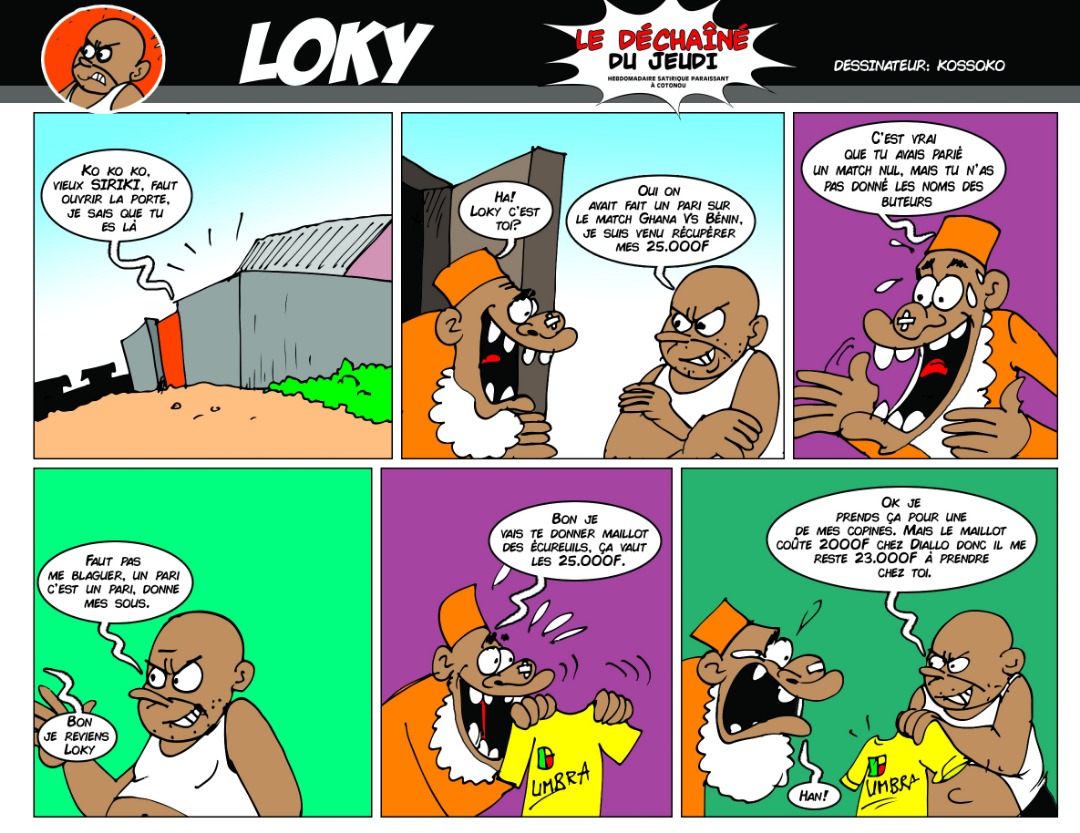 LOKY
LE DÉCHAÎNÉ
DU JEUDI
HEBDOMADAIRE SATIRIQUE PARAISSANT
À COTONOU
DESSINATEUR: KOSSOKO
KO KO KO,
VIEUX SIRIKI, FAUT
OUVRIR LA PORTE,
JE SAIS QUE TU
ES LÀ
HA!
LOKY C'EST
TOI?
OUI ON
AVAIT FAIT UN PARI SUR
LE MATCH GHANA VS BÉNIN,
JE SUIS VENU RÉCUPÉRER
MES 25.000F
C'EST VRAI
QUE TU AVAIS PARIÉ
UN MATCH NUL, MAIS TU N'AS
PAS DONNÉ LES NOMS DES
BUTEURS
FAUT PAS
ME BLAGUER, UN PARI
C'EST UN PARI, DONNE
MES SOUS.
BON
JE REVIENS
LOKY
BON JE
VAIS TE DONNER MAILLOT
DES ÉCUREUILS, ÇA VAUT
LES 25.000F.
UMBRA
OK JE
PRENDS ÇA POUR UNE
DE MES COPINES. MAIS LE MAILLOT
COÛTE 2000F CHEZ DIALLO DONC IL ME
RESTE 23.000F À PRENDRE
CHEZ TOI.
HAN!
UMBRA